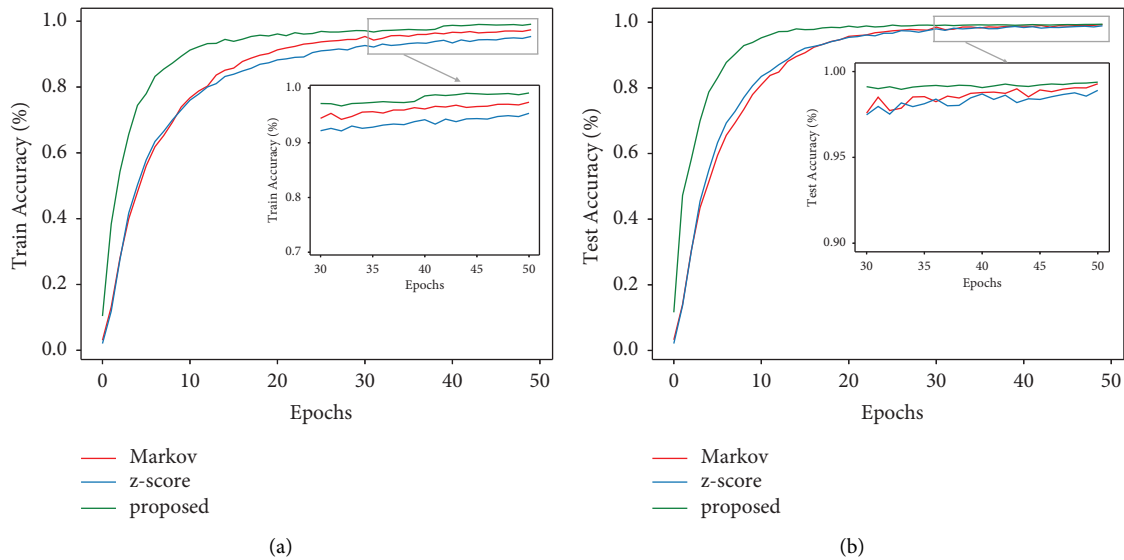 1.0
0.8
0.6
0.4
0.2
0.0
Train Accuracy (%)
0 10 20 30 40 50
Epochs
1.0
0.9
0.8
0.7
Train Accuracy (%)
30 35 40 45 50
Epochs
Markov
z-score
proposed
(a)
1.0
0.8
0.6
0.4
0.2
0.0
Test Accuracy (%)
0 10 20 30 40 50
Epochs
1.00
0.95
0.90
Test Accuracy (%)
30 35 40 45 50
Epochs
Markov
z-score
proposed
(b)